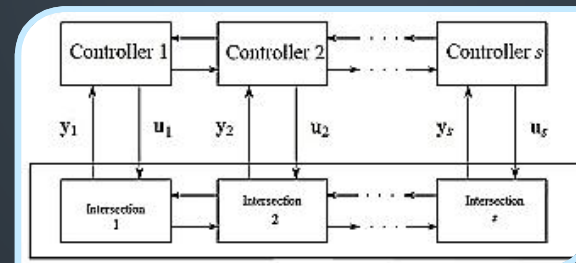 Controller 1 Controller 2 Controller s
y1 u1 y2 u2 ys us
Intersection Intersection Intersection
1 2 s